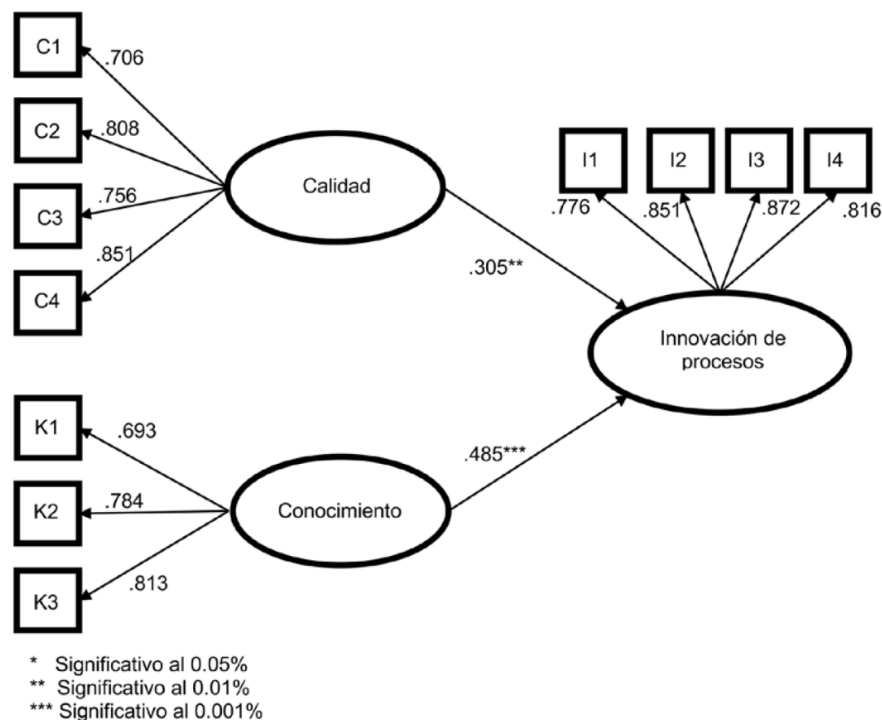 C1
.706
C2
.808
C3
.756
C4
.851
Calidad
I1
I2
I3
I4
.776
.851
.872
.816
.305**
Innovación de
procesos
K1
.693
K2
.784
K3
.813
Conocimiento
.485***
* Significativo al 0.05%
** Significativo al 0.01%
*** Significativo al 0.001%